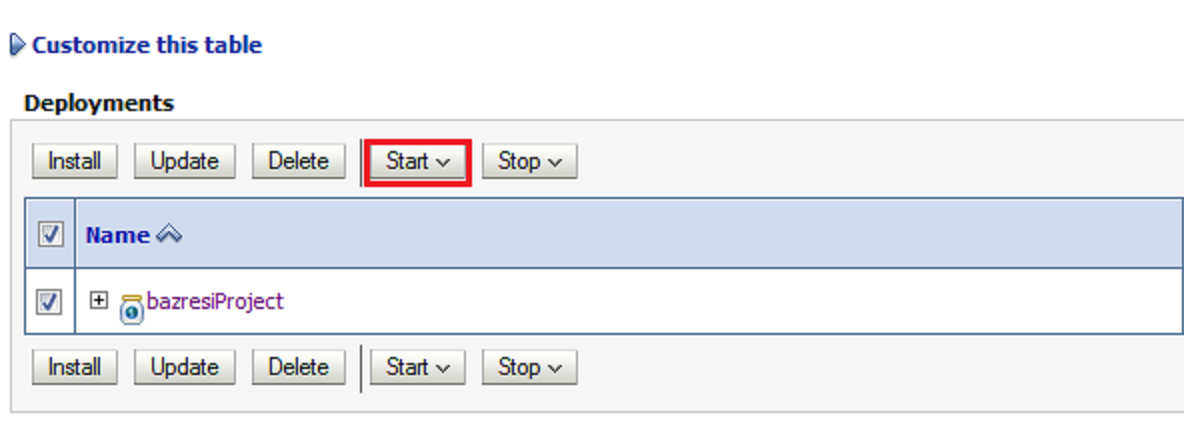 Customize this table
Deployments
Install Update Delete Start Stop
Name
bazresiProject
Install Update Delete Start Stop